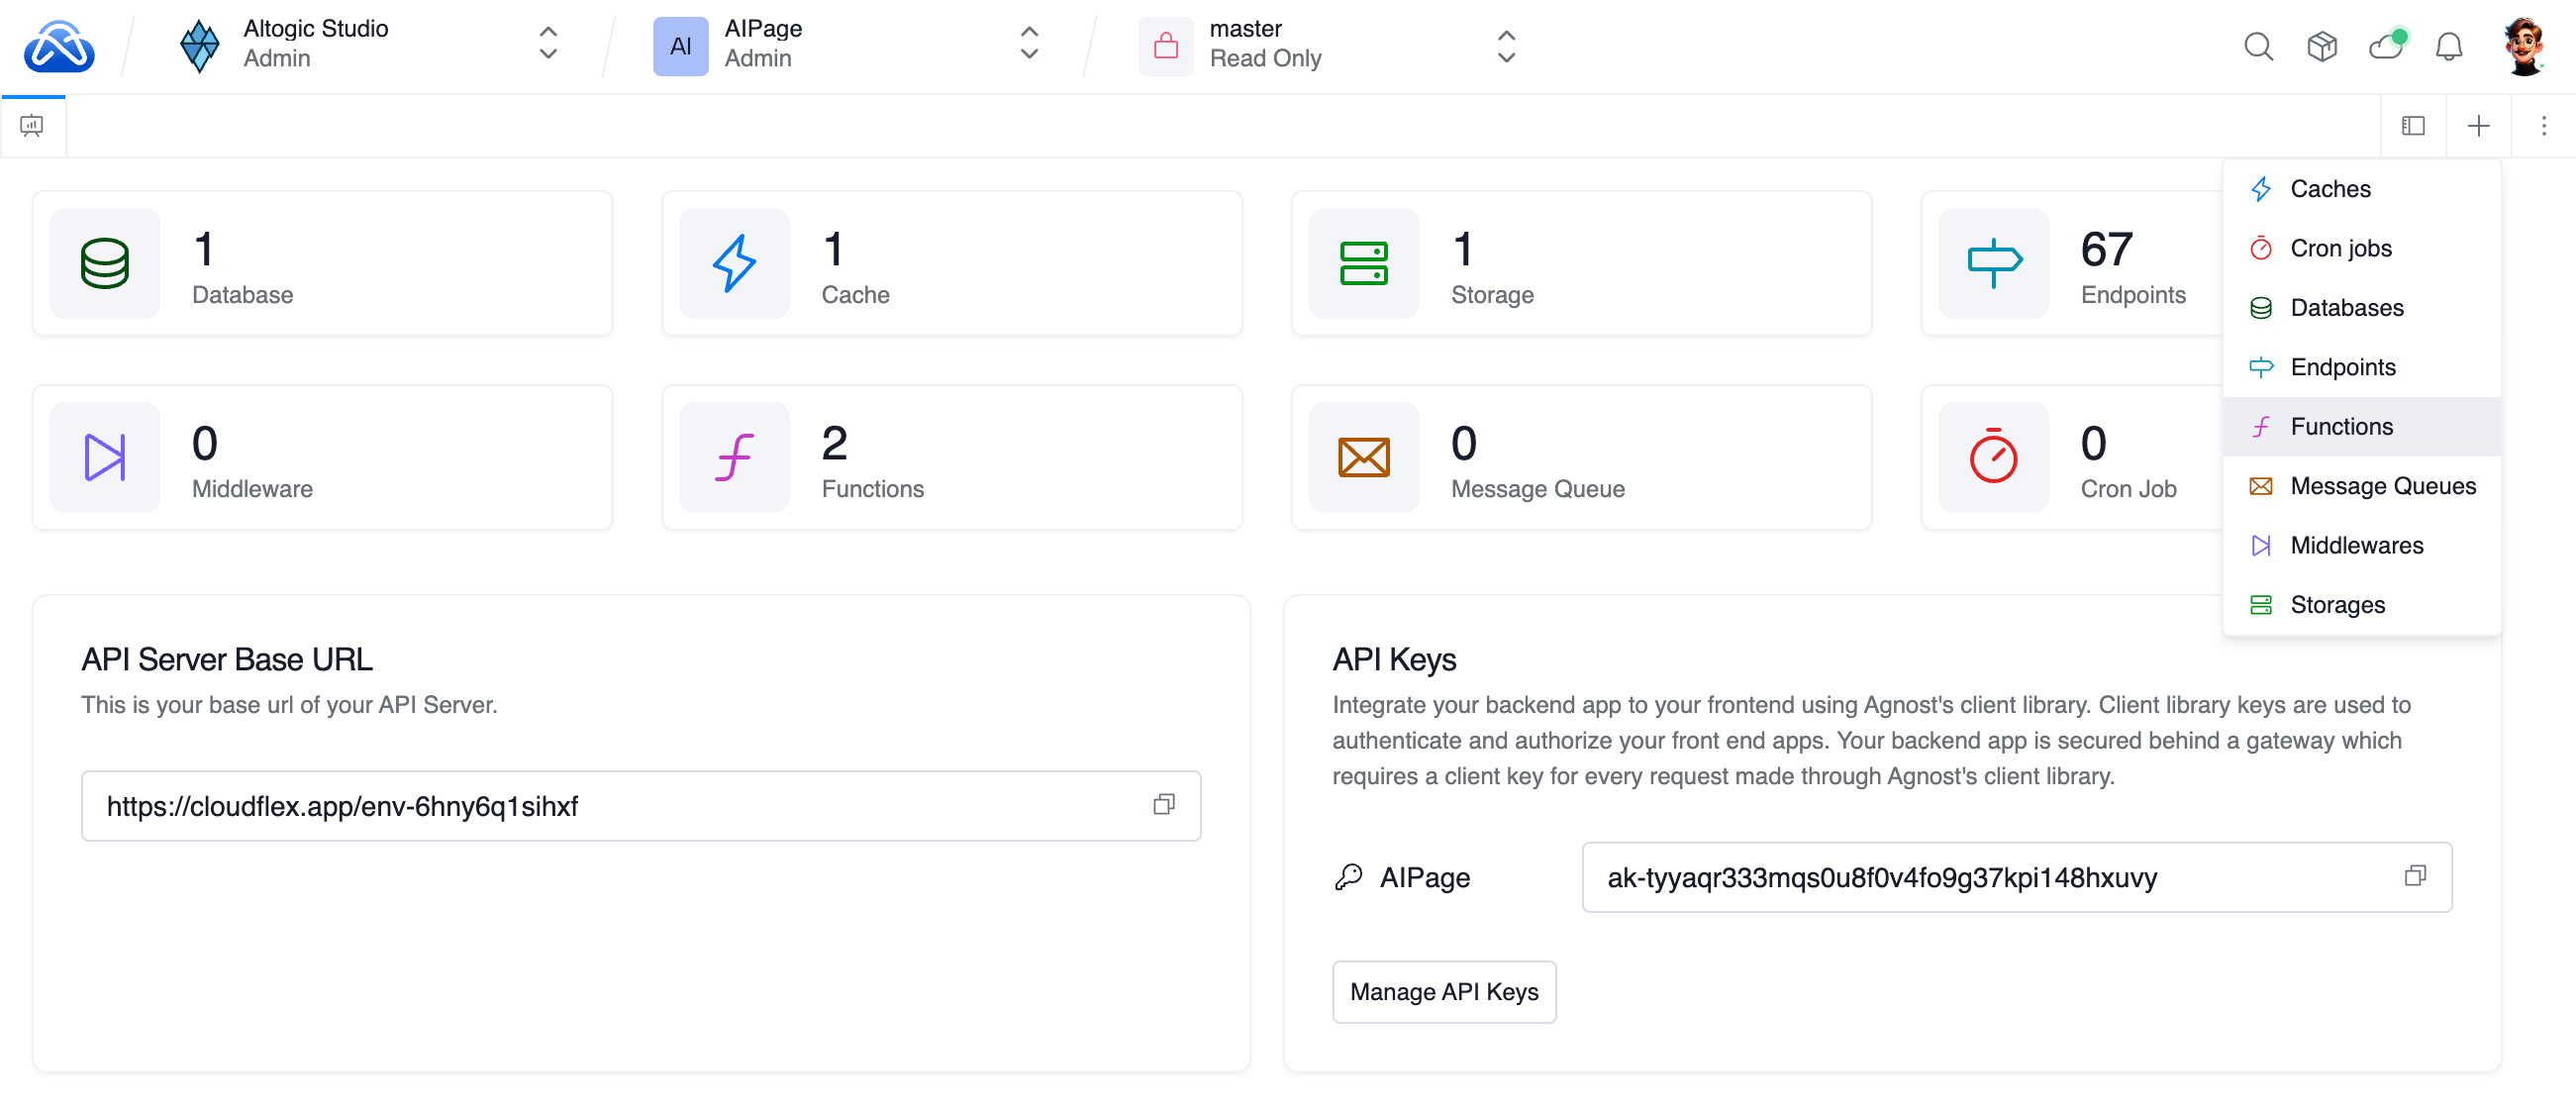 Altogic Studio
Admin
AI
AIPage
Admin
master
Read Only
1
Database
1
Cache
1
Storage
67
Endpoints
0
Middleware
2
Functions
0
Message Queue
0
Cron Job
Caches
Cron jobs
Databases
Endpoints
Functions
Message Queues
Middlewares
Storages
API Server Base URL
This is your base url of your API Server.
https://cloudflex.app/env-6hny6q1sihxf
API Keys
Integrate your backend app to your frontend using Agnost's client library. Client library keys are used to
authenticate and authorize your front end apps. Your backend app is secured behind a gateway which
requires a client key for every request made through Agnost's client library.
AIPage
ak-tyyaqr333mqs0u8f0v4fo9g37kpi148hxuvy
Manage API Keys